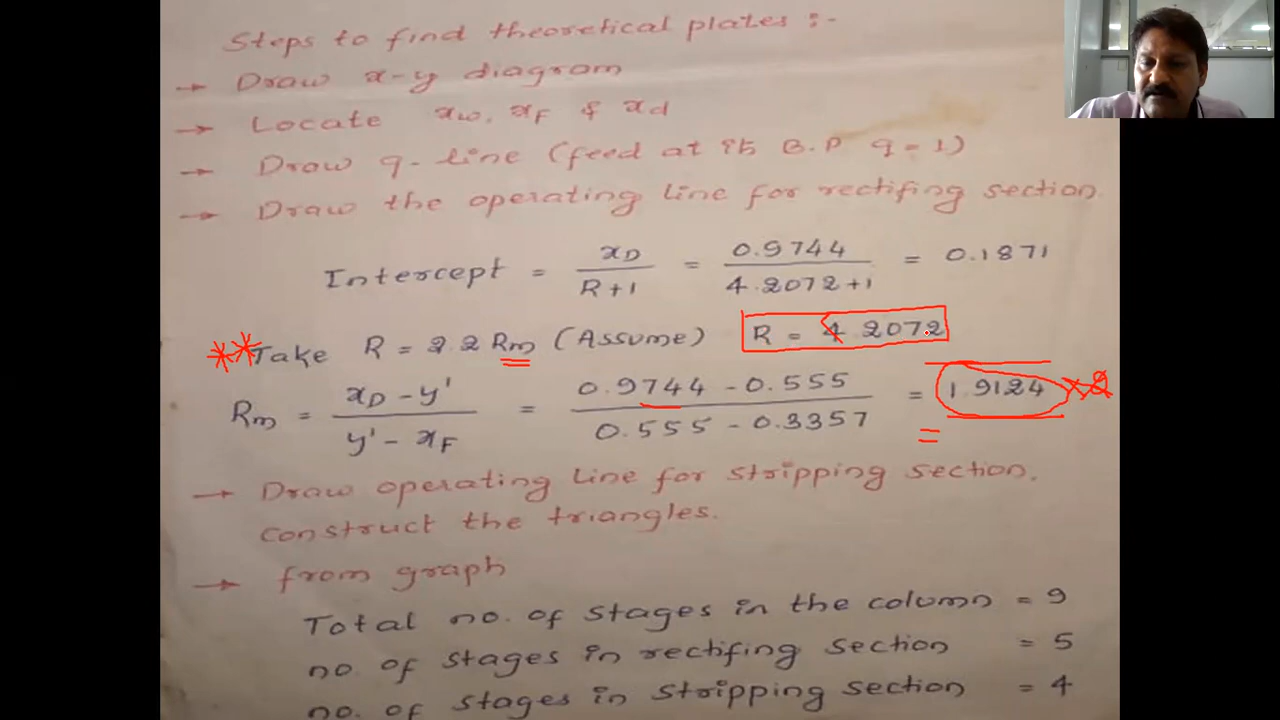 Steps to find theoretical plates :-
→ Draw x-y diagram
→ Locate xw, xF & xd
→ Draw q-line (feed at its B.P q=1)
→ Draw the operating line for rectifing section.
Intercept = xD / R+1 = 0.9744 / 4.2072+1 = 0.1871
** Take R = 2.2 Rm (Assume) R = 4.2072
Rm = xD - y' / y' - xF = 0.9744 - 0.555 / 0.555 - 0.3357 = 1.9124 ×2
=
→ Draw operating line for stripping section.
construct the triangles.
→ from graph
Total no. of stages in the column = 9
no of stages in rectifing section = 5
no. of stages in stripping section = 4